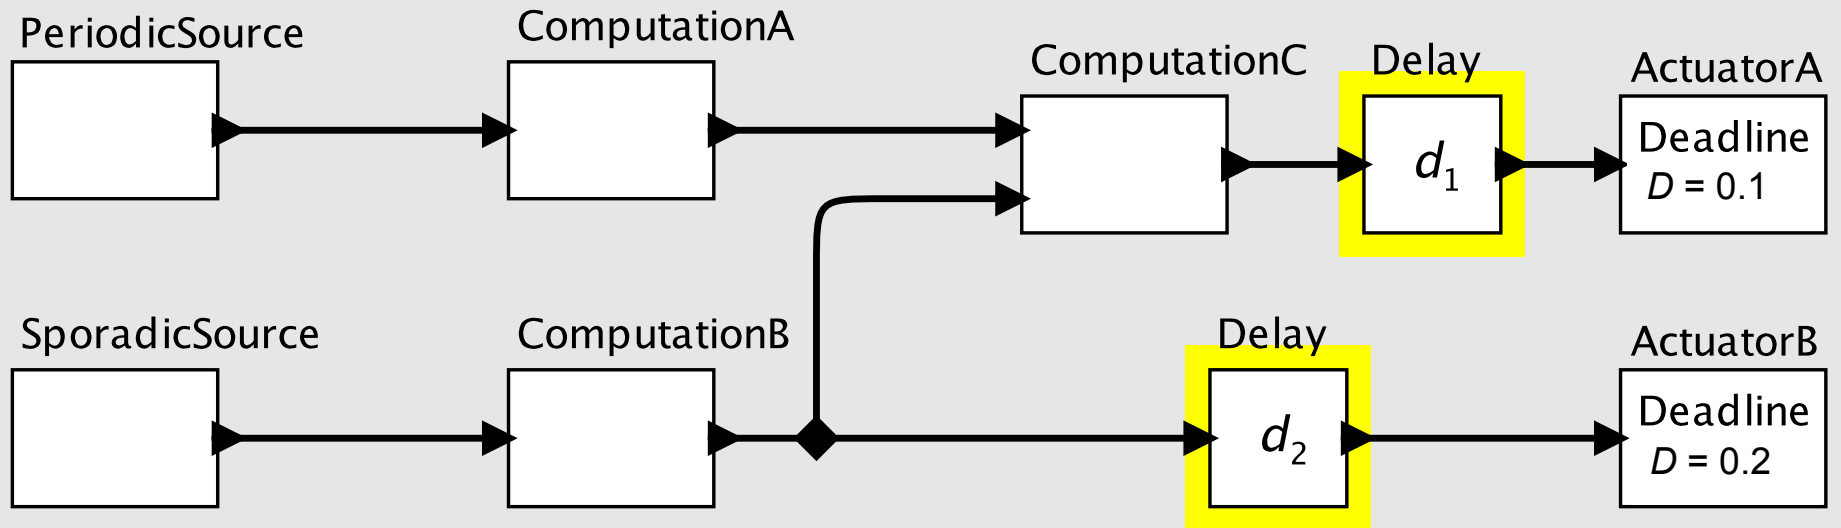 PeriodicSource
ComputationA
ComputationC
Delay
d1
ActuatorA
Deadline
D = 0.1
SporadicSource
ComputationB
Delay
d2
ActuatorB
Deadline
D = 0.2